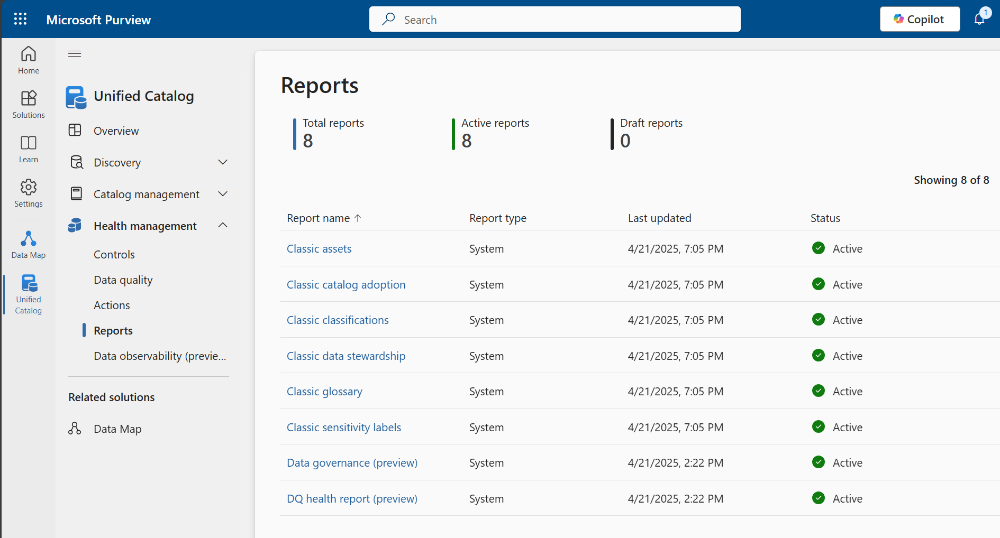 Microsoft Purview
Search
Copilot
1
Home
Solutions
Learn
Settings
Data Map
Unified
Catalog
Unified Catalog
Overview
Discovery
Catalog management
Health management
Controls
Data quality
Actions
Reports
Data observability (previe...
Related solutions
Data Map
Reports
Total reports
8
Active reports
8
Draft reports
0
Showing 8 of 8
Report name ↑ Report type Last updated Status
Classic assets System 4/21/2025, 7:05 PM Active
Classic catalog adoption System 4/21/2025, 7:05 PM Active
Classic classifications System 4/21/2025, 7:05 PM Active
Classic data stewardship System 4/21/2025, 7:05 PM Active
Classic glossary System 4/21/2025, 7:05 PM Active
Classic sensitivity labels System 4/21/2025, 7:05 PM Active
Data governance (preview) System 4/21/2025, 2:22 PM Active
DQ health report (preview) System 4/21/2025, 2:22 PM Active